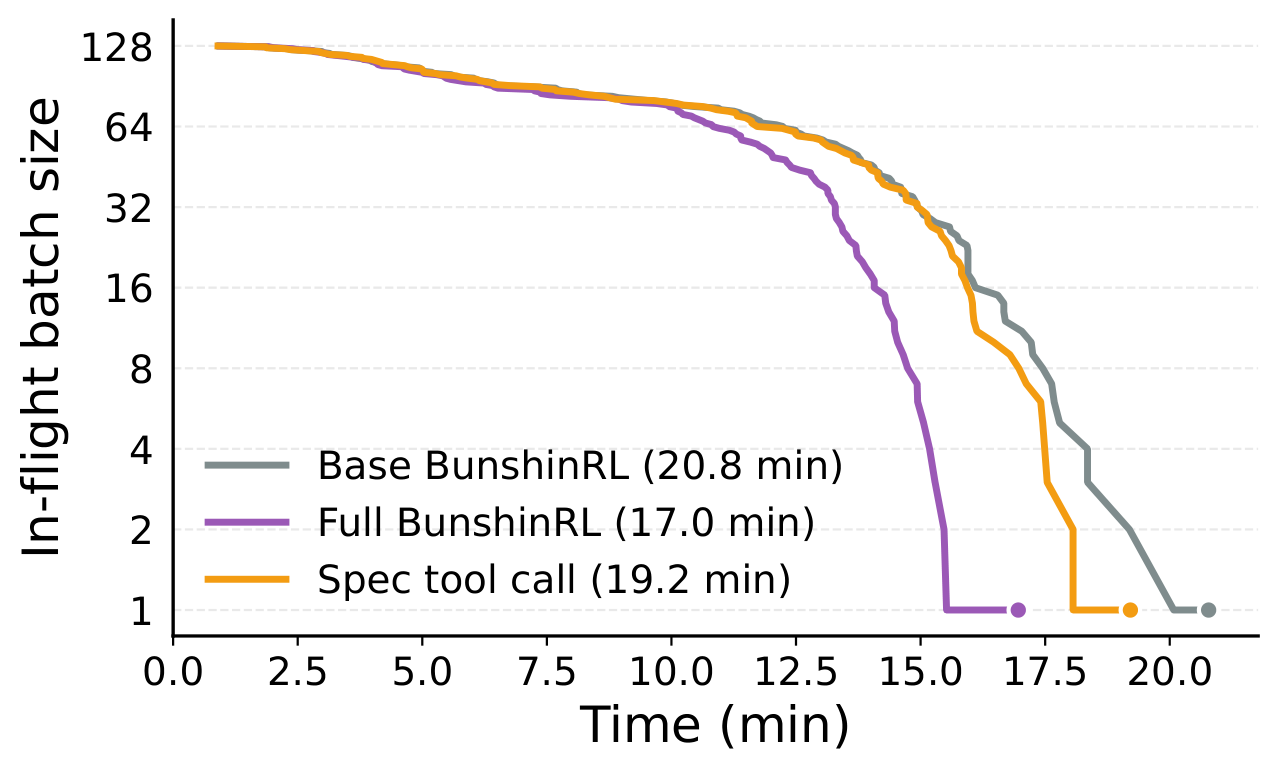 In-flight batch size
128
64
32
16
8
4
2
1
Base BunshinRL (20.8 min)
Full BunshinRL (17.0 min)
Spec tool call (19.2 min)
0.0 2.5 5.0 7.5 10.0 12.5 15.0 17.5 20.0
Time (min)